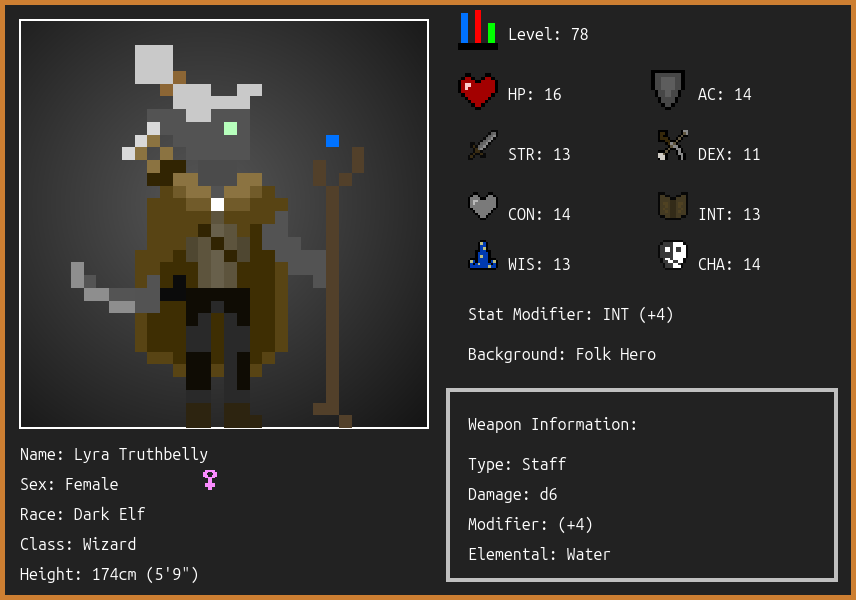 Level: 78
HP: 16
AC: 14
STR: 13
DEX: 11
CON: 14
INT: 13
WIS: 13
CHA: 14
Stat Modifier: INT (+4)
Background: Folk Hero
Weapon Information:
Type: Staff
Damage: d6
Modifier: (+4)
Elemental: Water
Name: Lyra Truthbelly
Sex: Female
Race: Dark Elf
Class: Wizard
Height: 174cm (5'9")